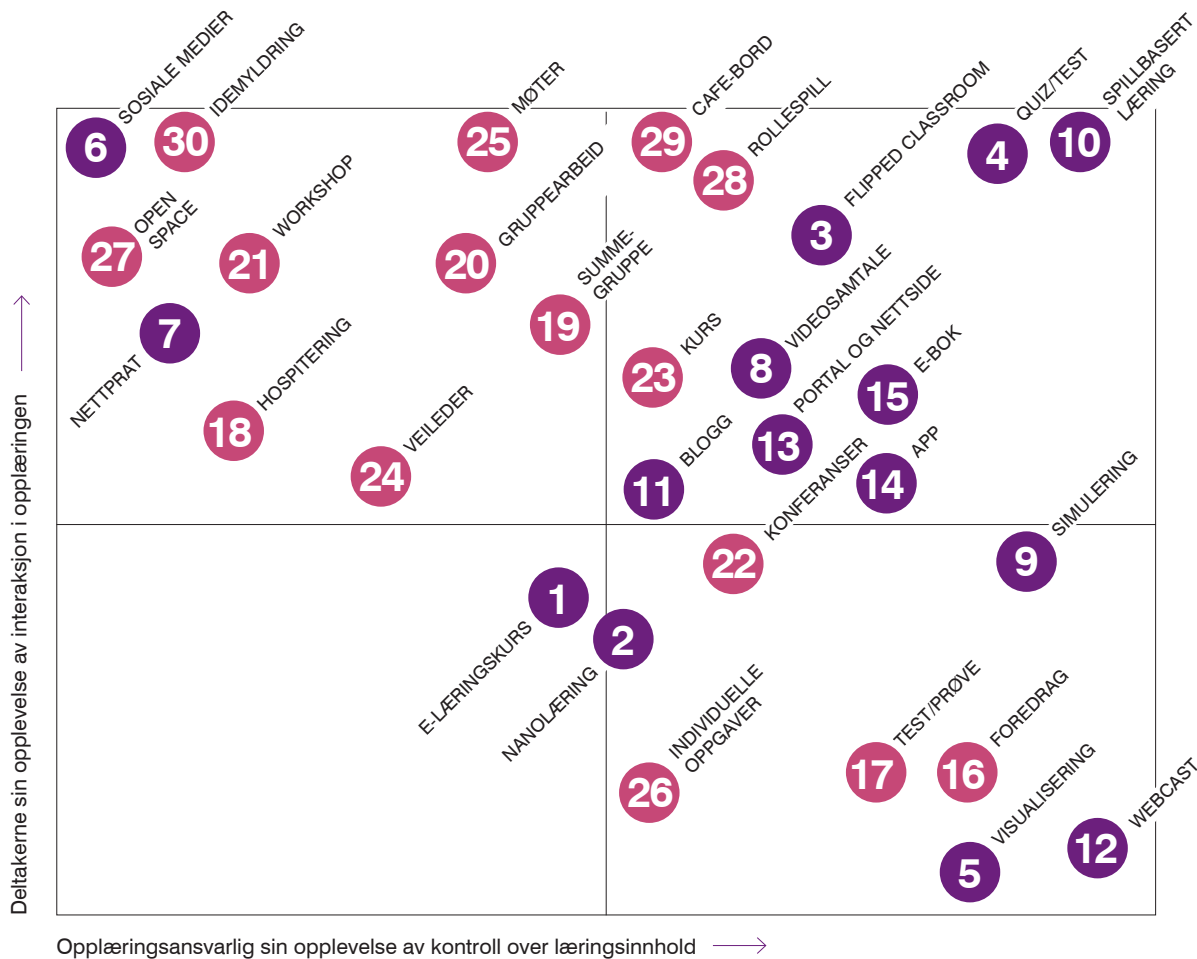 SOSIALE MEDIER
6
IDEMYLDRING
30
MØTER
25
CAFE-BORD
29
ROLLESPILL
28
FLIPPED CLASSROOM
3
QUIZ/TEST
4
SPILLBASERT
LÆRING
10
OPEN
SPACE
27
WORKSHOP
21
GRUPPEARBEID
20
SUMME-
GRUPPE
19
NETTPRAT
7
HOSPITERING
18
VEILEDER
24
KURS
23
VIDEOSAMTALE
8
PORTAL OG NETTSIDE
13
E-BOK
15
BLOGG
11
APP
14
KONFERANSER
22
SIMULERING
9
E-LÆRINGSKURS
1
NANOLÆRING
2
INDIVIDUELLE
OPPGAVER
26
TEST/PRØVE
17
FOREDRAG
16
VISUALISERING
5
WEBCAST
12
Deltakerne sin opplevelse av interaksjon i opplæringen
Opplæringsansvarlig sin opplevelse av kontroll over læringsinnhold